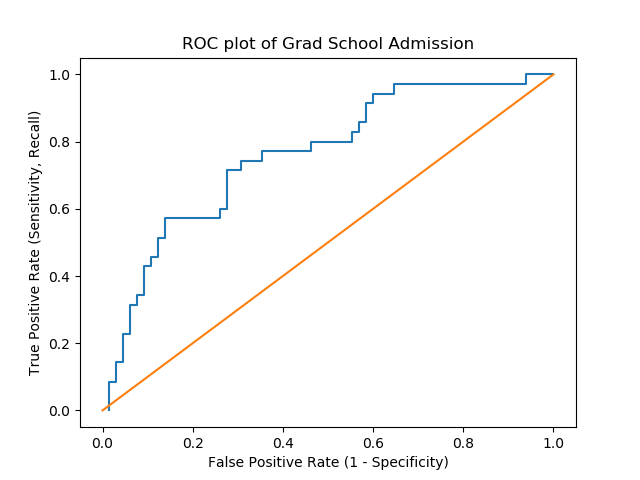 ROC plot of Grad School Admission
1.0
0.8
0.6
0.4
0.2
0.0
True Positive Rate (Sensitivity, Recall)
0.0 0.2 0.4 0.6 0.8 1.0
False Positive Rate (1 - Specificity)